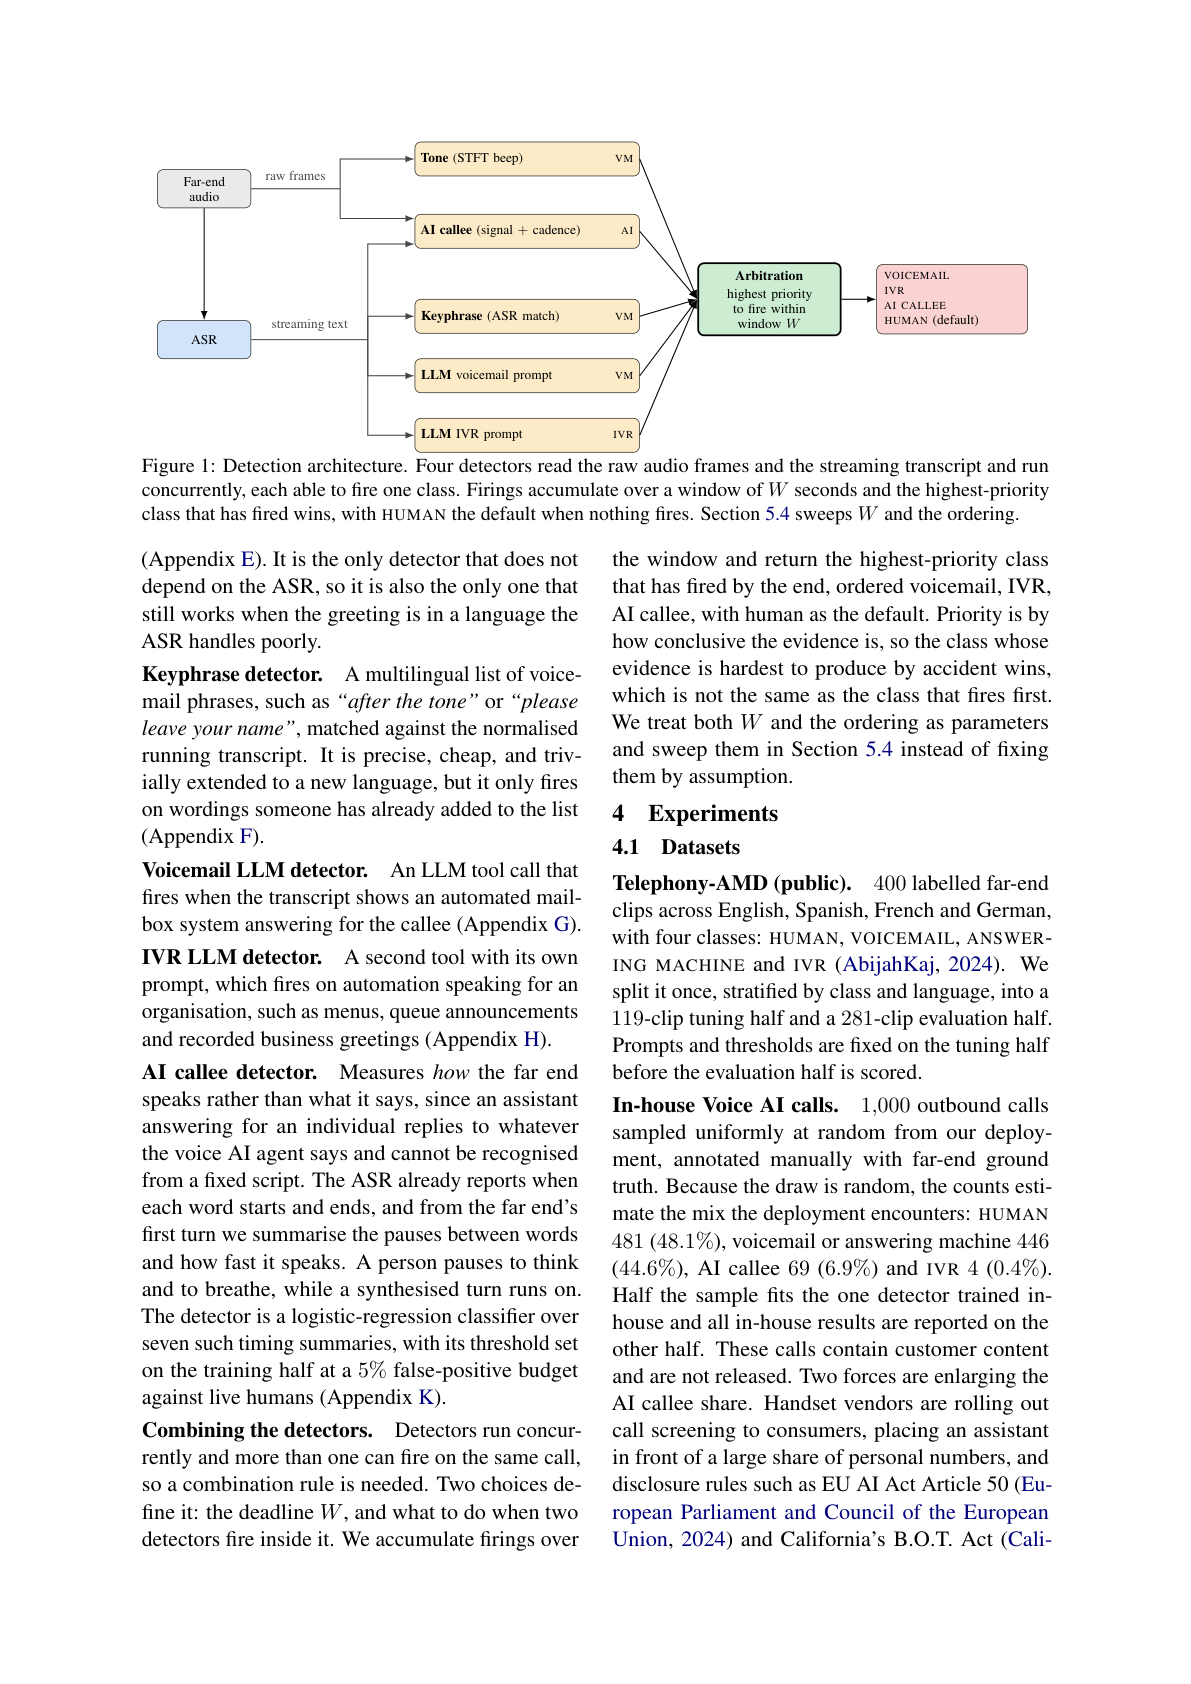 Far-end
audio
raw frames
ASR
streaming text
Tone (STFT beep) VM
AI callee (signal + cadence) AI
Keyphrase (ASR match) VM
LLM voicemail prompt VM
LLM IVR prompt IVR
Arbitration
highest priority
to fire within
window W
VOICEMAIL
IVR
AI CALLEE
HUMAN (default)
Figure 1: Detection architecture. Four detectors read the raw audio frames and the streaming transcript and run
concurrently, each able to fire one class. Firings accumulate over a window of W seconds and the highest-priority
class that has fired wins, with HUMAN the default when nothing fires. Section 5.4 sweeps W and the ordering.
(Appendix E). It is the only detector that does not
depend on the ASR, so it is also the only one that
still works when the greeting is in a language the
ASR handles poorly.
Keyphrase detector. A multilingual list of voice-
mail phrases, such as “after the tone” or “please
leave your name”, matched against the normalised
running transcript. It is precise, cheap, and triv-
ially extended to a new language, but it only fires
on wordings someone has already added to the list
(Appendix F).
Voicemail LLM detector. An LLM tool call that
fires when the transcript shows an automated mail-
box system answering for the callee (Appendix G).
IVR LLM detector. A second tool with its own
prompt, which fires on automation speaking for an
organisation, such as menus, queue announcements
and recorded business greetings (Appendix H).
AI callee detector. Measures how the far end
speaks rather than what it says, since an assistant
answering for an individual replies to whatever
the voice AI agent says and cannot be recognised
from a fixed script. The ASR already reports when
each word starts and ends, and from the far end’s
first turn we summarise the pauses between words
and how fast it speaks. A person pauses to think
and to breathe, while a synthesised turn runs on.
The detector is a logistic-regression classifier over
seven such timing summaries, with its threshold set
on the training half at a 5% false-positive budget
against live humans (Appendix K).
Combining the detectors. Detectors run concur-
rently and more than one can fire on the same call,
so a combination rule is needed. Two choices de-
fine it: the deadline W, and what to do when two
detectors fire inside it. We accumulate firings over
the window and return the highest-priority class
that has fired by the end, ordered voicemail, IVR,
AI callee, with human as the default. Priority is by
how conclusive the evidence is, so the class whose
evidence is hardest to produce by accident wins,
which is not the same as the class that fires first.
We treat both W and the ordering as parameters
and sweep them in Section 5.4 instead of fixing
them by assumption.
4 Experiments
4.1 Datasets
Telephony-AMD (public). 400 labelled far-end
clips across English, Spanish, French and German,
with four classes: HUMAN, VOICEMAIL, ANSWER-
ING MACHINE and IVR (AbijahKaj, 2024). We
split it once, stratified by class and language, into a
119-clip tuning half and a 281-clip evaluation half.
Prompts and thresholds are fixed on the tuning half
before the evaluation half is scored.
In-house Voice AI calls. 1,000 outbound calls
sampled uniformly at random from our deploy-
ment, annotated manually with far-end ground
truth. Because the draw is random, the counts esti-
mate the mix the deployment encounters: HUMAN
481 (48.1%), voicemail or answering machine 446
(44.6%), AI callee 69 (6.9%) and IVR 4 (0.4%).
Half the sample fits the one detector trained in-
house and all in-house results are reported on the
other half. These calls contain customer content
and are not released. Two forces are enlarging the
AI callee share. Handset vendors are rolling out
call screening to consumers, placing an assistant
in front of a large share of personal numbers, and
disclosure rules such as EU AI Act Article 50 (Eu-
ropean Parliament and Council of the European
Union, 2024) and California’s B.O.T. Act (Cali-